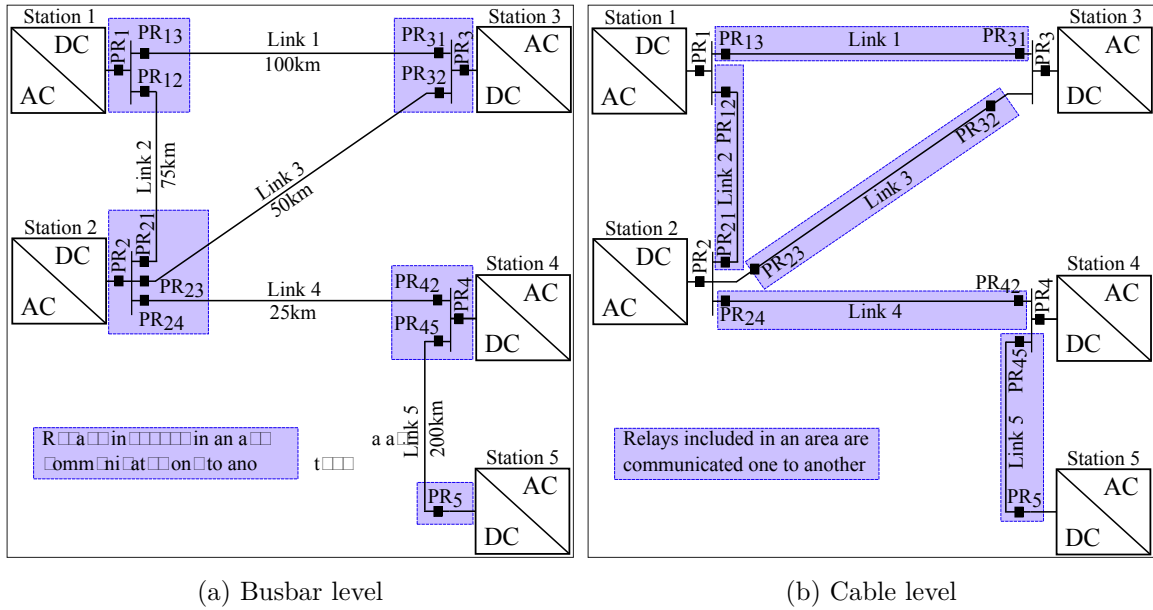 Station 1
DC
AC
PR1
PR13
PR12
Link 1
100km
Station 3
AC
DC
PR31
PR32
PR3
Link 2
75km
Link 3
50km
Station 2
DC
AC
PR2
PR21
PR23
PR24
Link 4
25km
Station 4
AC
DC
PR42
PR45
PR4
Link 5
200km
Station 5
AC
DC
PR5
in in an
(a) Busbar level
Station 1
DC
AC
PR1
PR13
PR12
Link 1
Station 3
AC
DC
PR31
PR32
PR3
Link 2
Link 3
Station 2
DC
AC
PR2
PR21
PR23
PR24
Link 4
Station 4
AC
DC
PR42
PR45
PR4
Link 5
Station 5
AC
DC
PR5
Relays included in an area are
communicated one to another
(b) Cable level